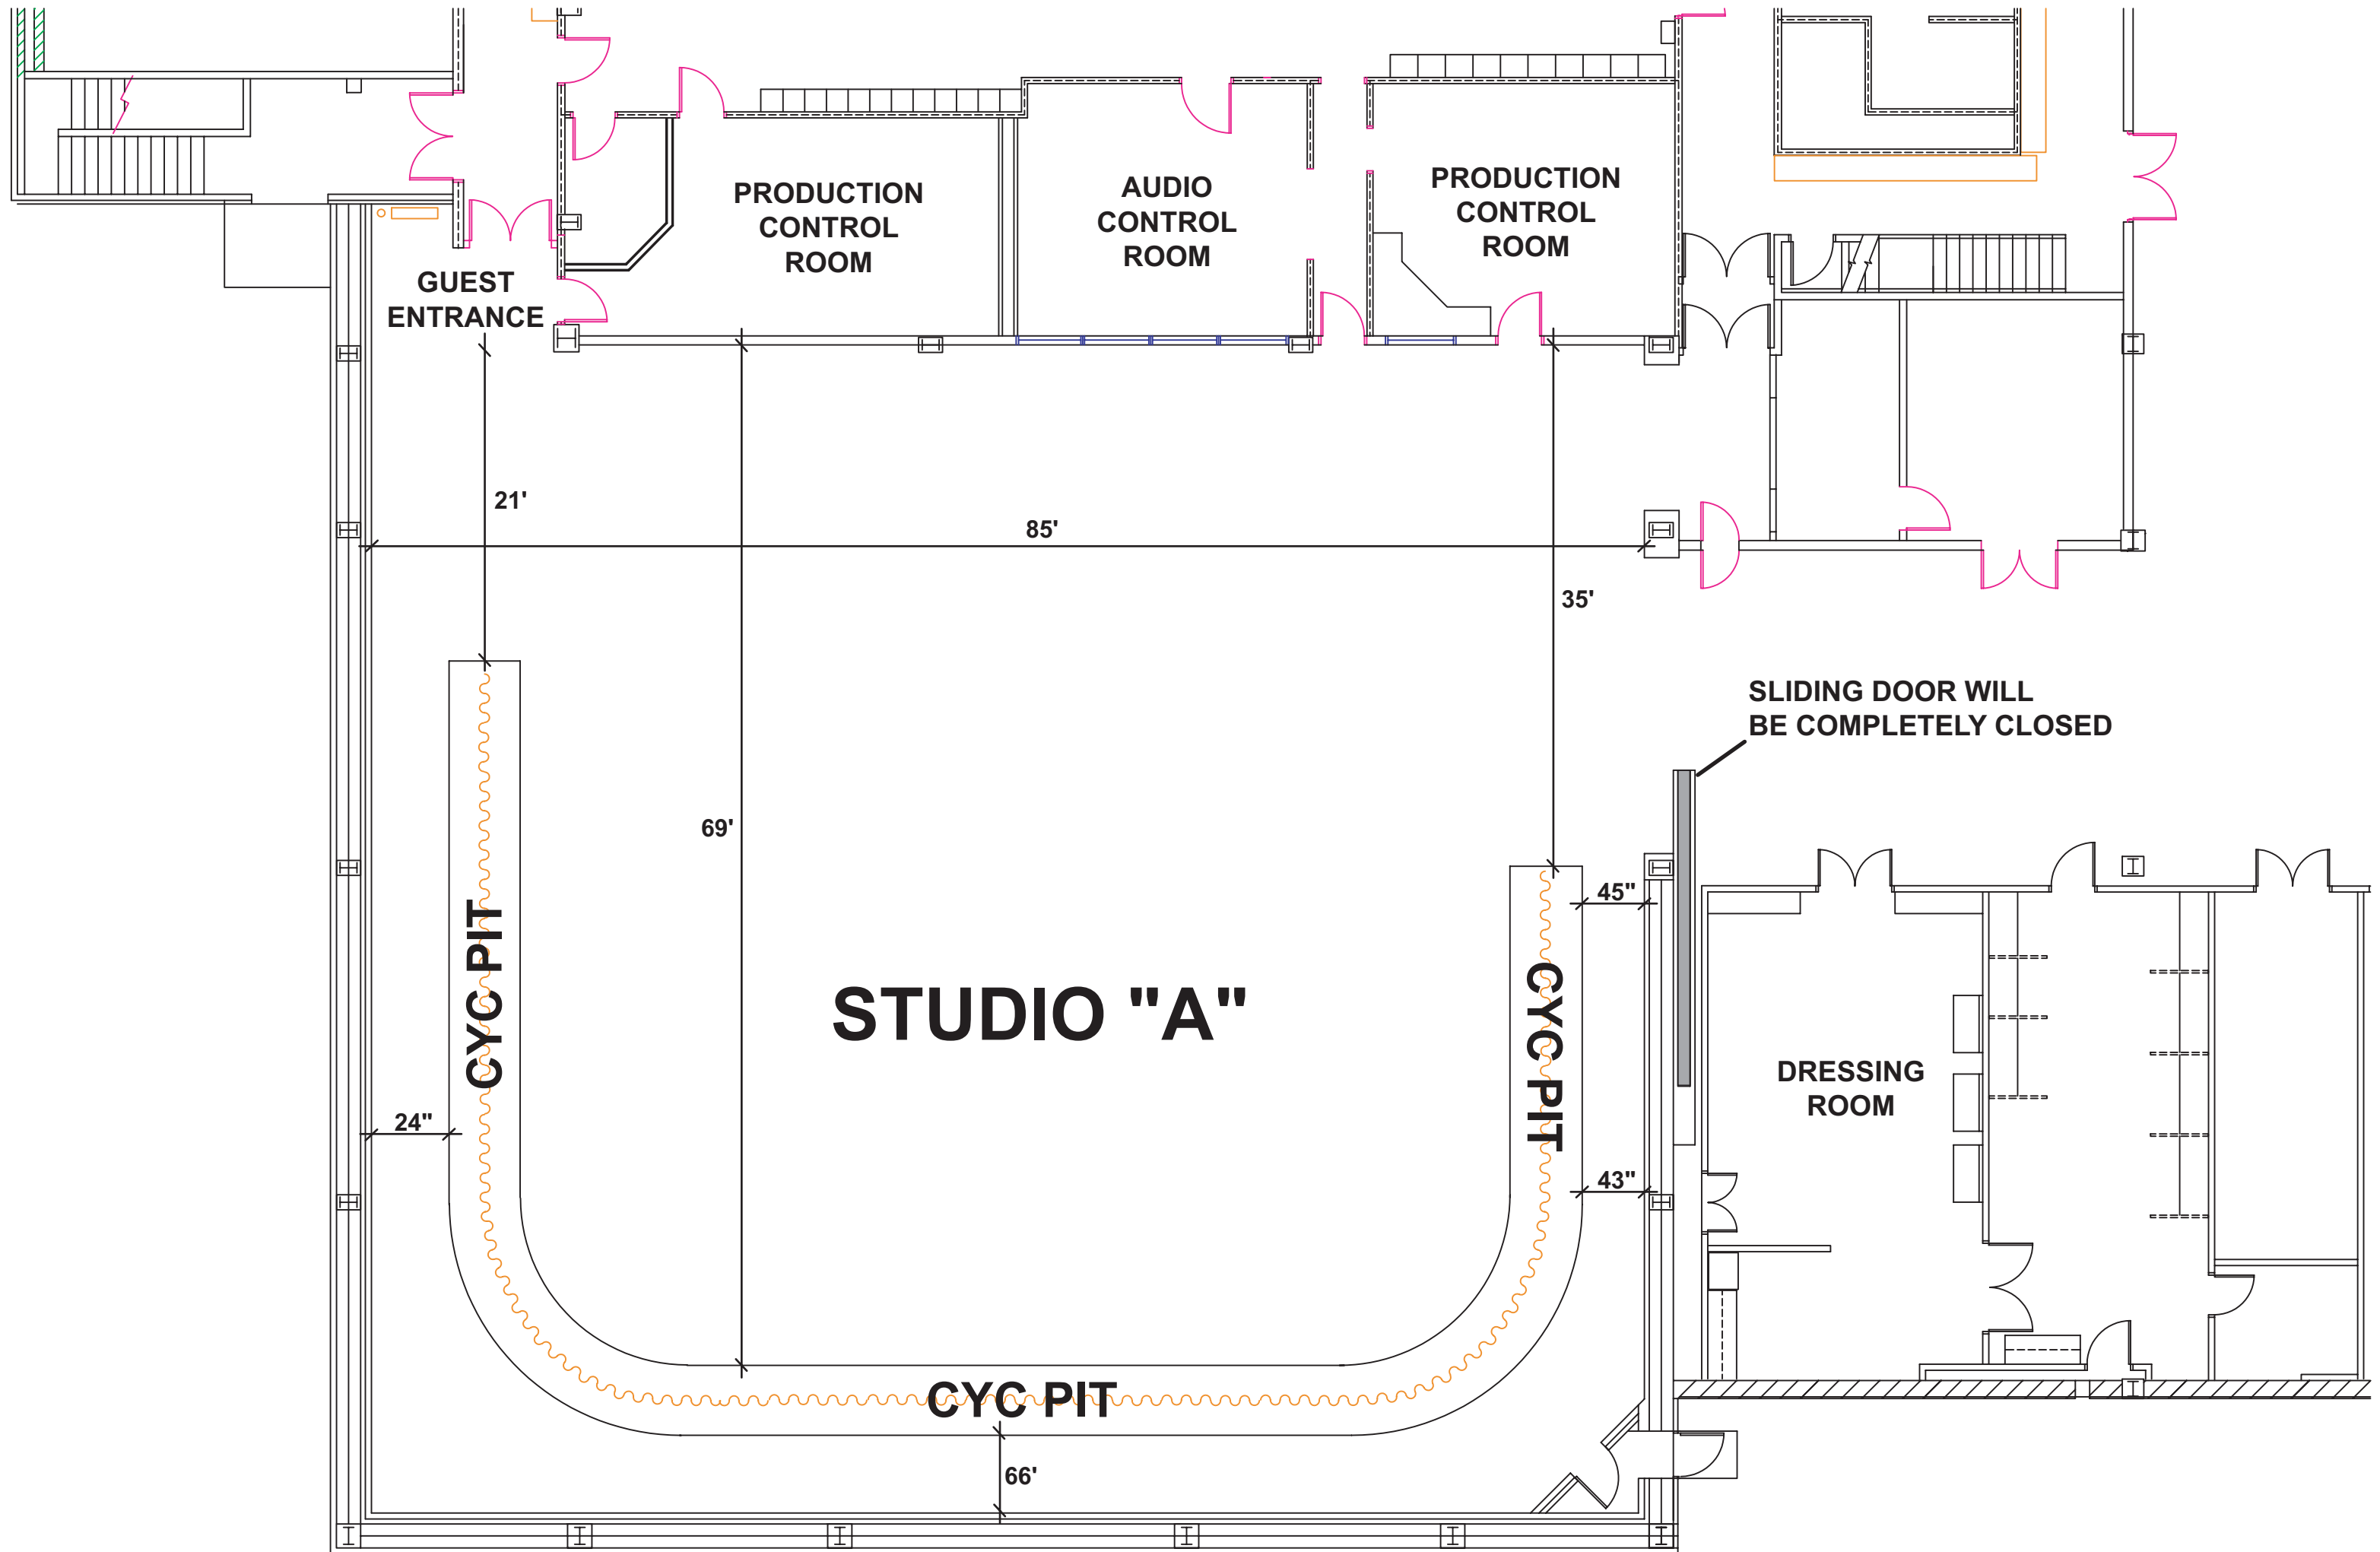 PRODUCTION
CONTROL
ROOM
AUDIO
CONTROL
ROOM
PRODUCTION
CONTROL
ROOM
GUEST
ENTRANCE
21'
85'
35'
SLIDING DOOR WILL
BE COMPLETELY CLOSED
69'
45"
CYC PIT
STUDIO "A"
CYC PIT
DRESSING
ROOM
24"
43"
CYC PIT
66'